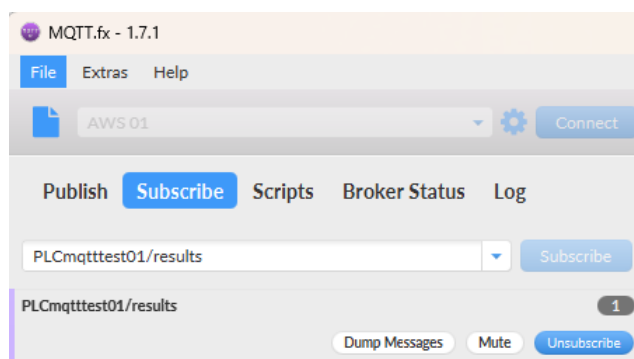 MQTT.fx - 1.7.1
File Extras Help
AWS 01 Connect
Publish Subscribe Scripts Broker Status Log
PLCmqtttest01/results Subscribe
PLCmqtttest01/results 1
Dump Messages Mute Unsubscribe